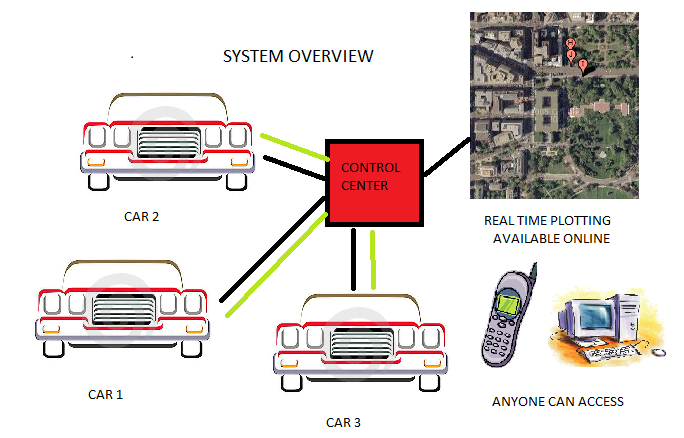 SYSTEM OVERVIEW
CONTROL
CENTER
CAR 2
REAL TIME PLOTTING
AVAILABLE ONLINE
CAR 1
CAR 3
ANYONE CAN ACCESS